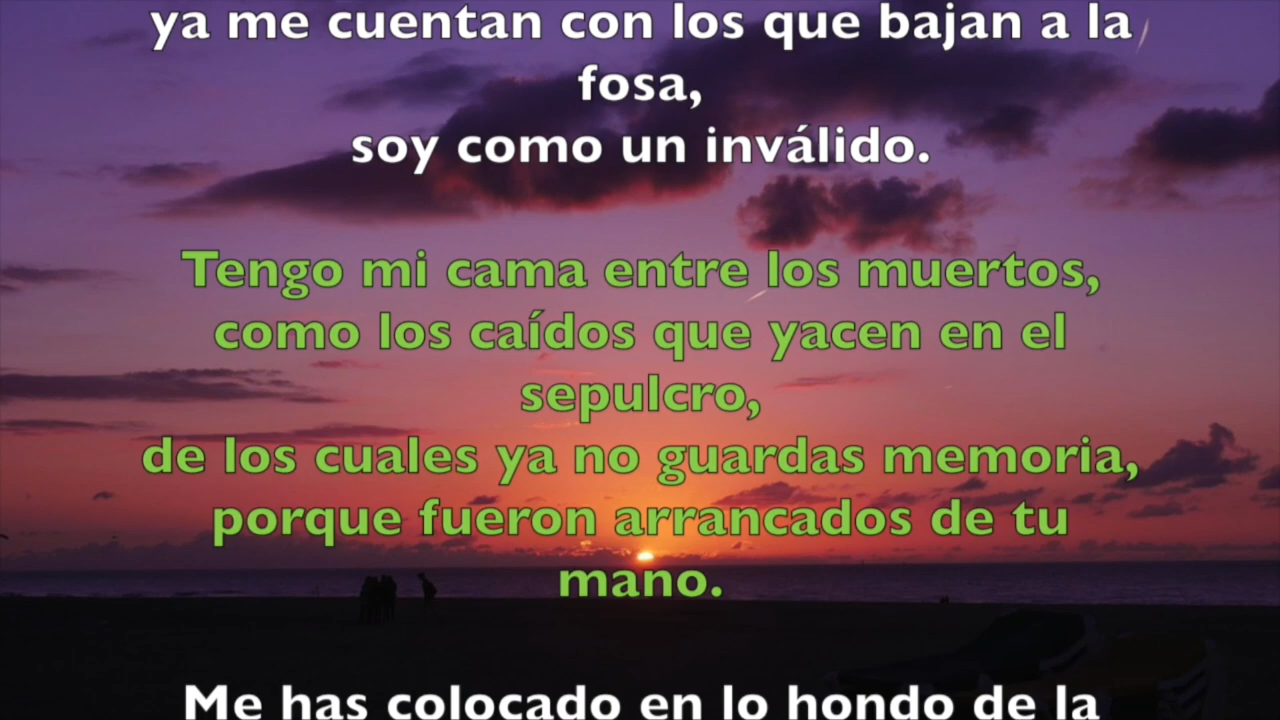 ya me cuentan con los que bajan a la
fosa,
soy como un inválido.
Tengo mi cama entre los muertos,
como los caídos que yacen en el
sepulcro,
de los cuales ya no guardas memoria,
porque fueron arrancados de tu
mano.
Me has colocado en lo hondo de la